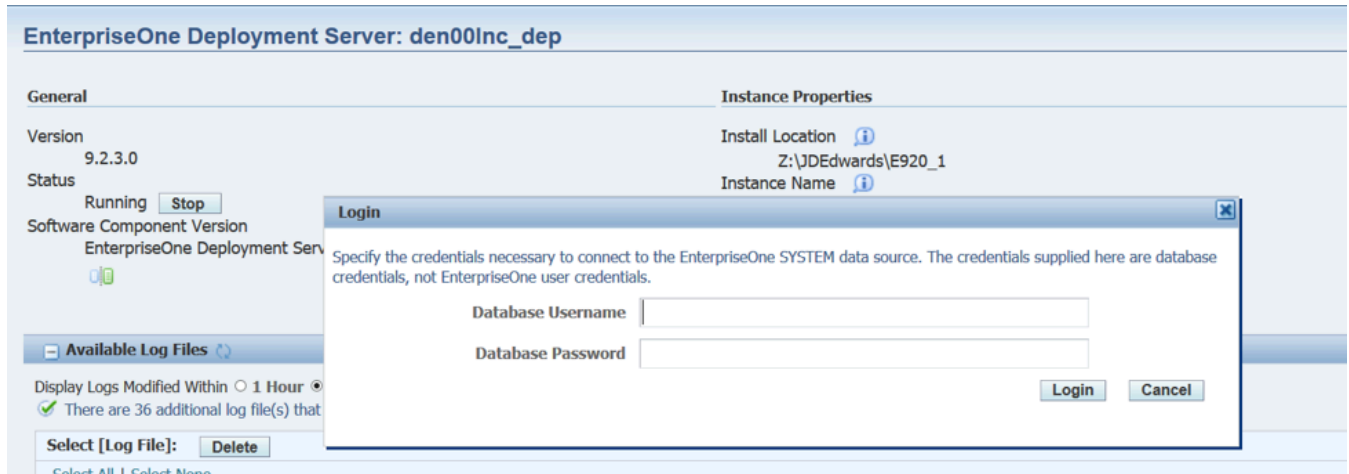 EnterpriseOne Deployment Server: den00lnc_dep
General
Version
9.2.3.0
Status
Running Stop
Software Component Version
EnterpriseOne Deployment Serv
Instance Properties
Install Location
Z:\JDEdwards\E920_1
Instance Name
Login
Specify the credentials necessary to connect to the EnterpriseOne SYSTEM data source. The credentials supplied here are database
credentials, not EnterpriseOne user credentials.
Database Username
Database Password
Login Cancel
Available Log Files
Display Logs Modified Within 1 Hour
There are 36 additional log file(s) that
Select [Log File]: Delete
Select All | Select None